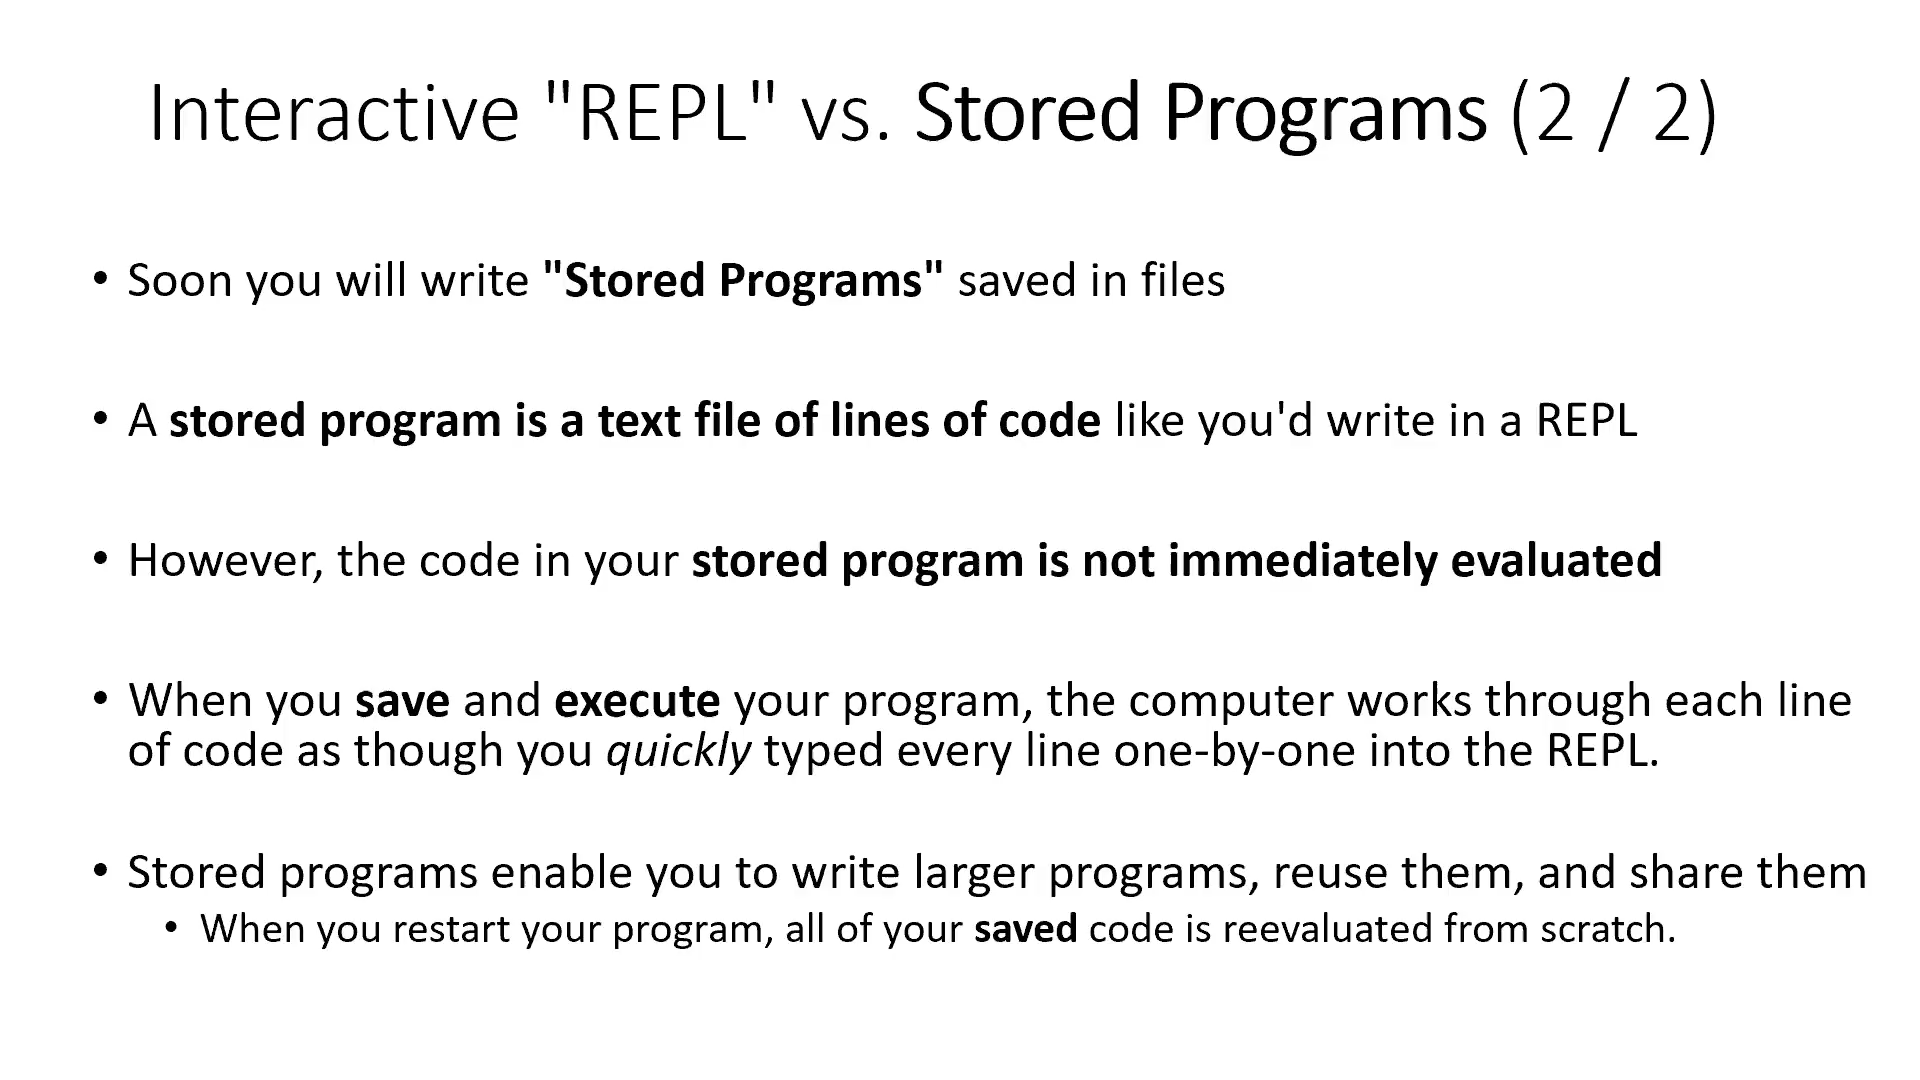 Interactive "REPL" vs. Stored Programs (2 / 2)
• Soon you will write "Stored Programs" saved in files
• A stored program is a text file of lines of code like you'd write in a REPL
• However, the code in your stored program is not immediately evaluated
• When you save and execute your program, the computer works through each line
of code as though you quickly typed every line one-by-one into the REPL.
• Stored programs enable you to write larger programs, reuse them, and share them
• When you restart your program, all of your saved code is reevaluated from scratch.